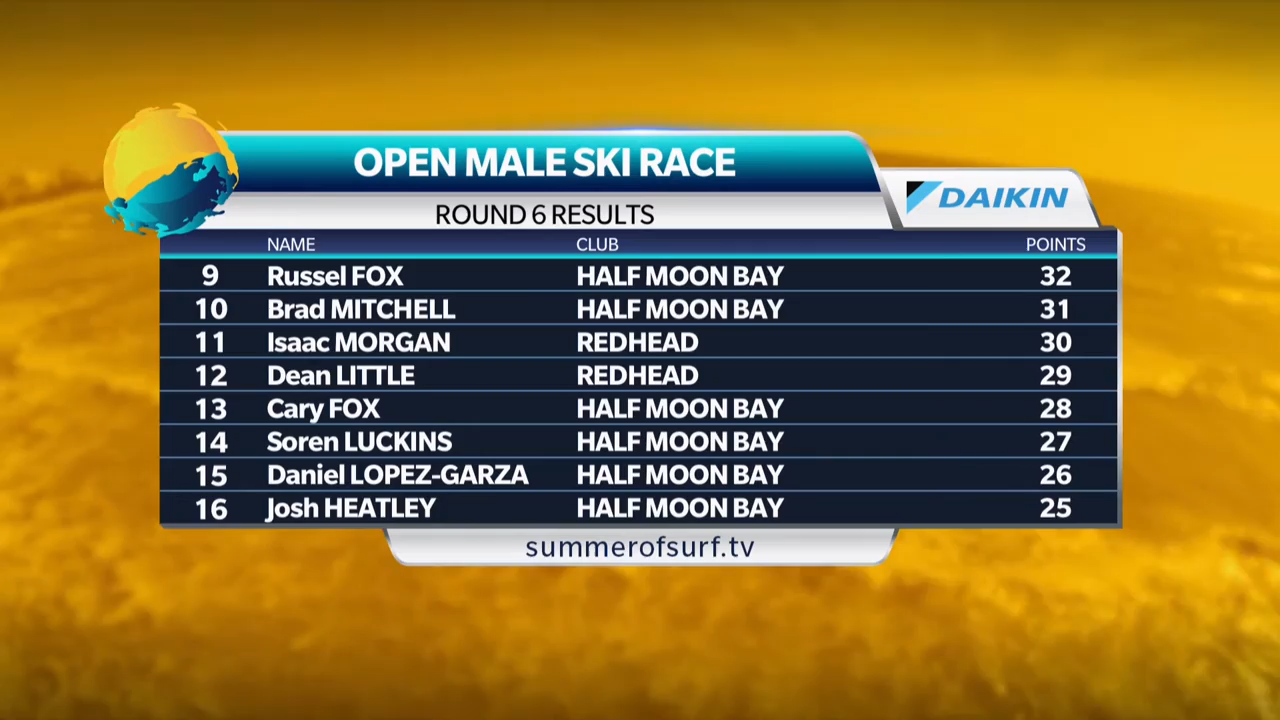 OPEN MALE SKI RACE
DAIKIN
ROUND 6 RESULTS
NAME CLUB POINTS
9 Russel FOX HALF MOON BAY 32
10 Brad MITCHELL HALF MOON BAY 31
11 Isaac MORGAN REDHEAD 30
12 Dean LITTLE REDHEAD 29
13 Cary FOX HALF MOON BAY 28
14 Soren LUCKINS HALF MOON BAY 27
15 Daniel LOPEZ-GARZA HALF MOON BAY 26
16 Josh HEATLEY HALF MOON BAY 25
summerofsurf.tv